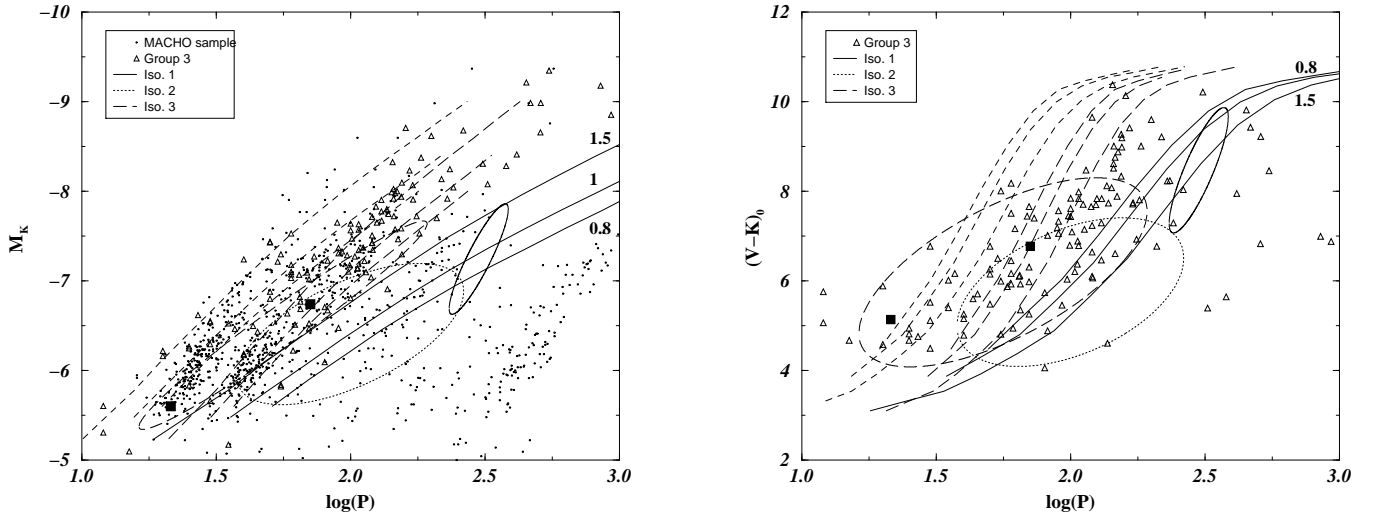 −10
−9
−8
−7
−6
−5
M_K
MACHO sample
Group 3
Iso. 1
Iso. 2
Iso. 3
1.5
1
0.8
1.0
1.5
2.0
2.5
3.0
log(P)
12
10
8
6
4
2
(V−K)_0
Group 3
Iso. 1
Iso. 2
Iso. 3
0.8
1.5
1.0
1.5
2.0
2.5
3.0
log(P)